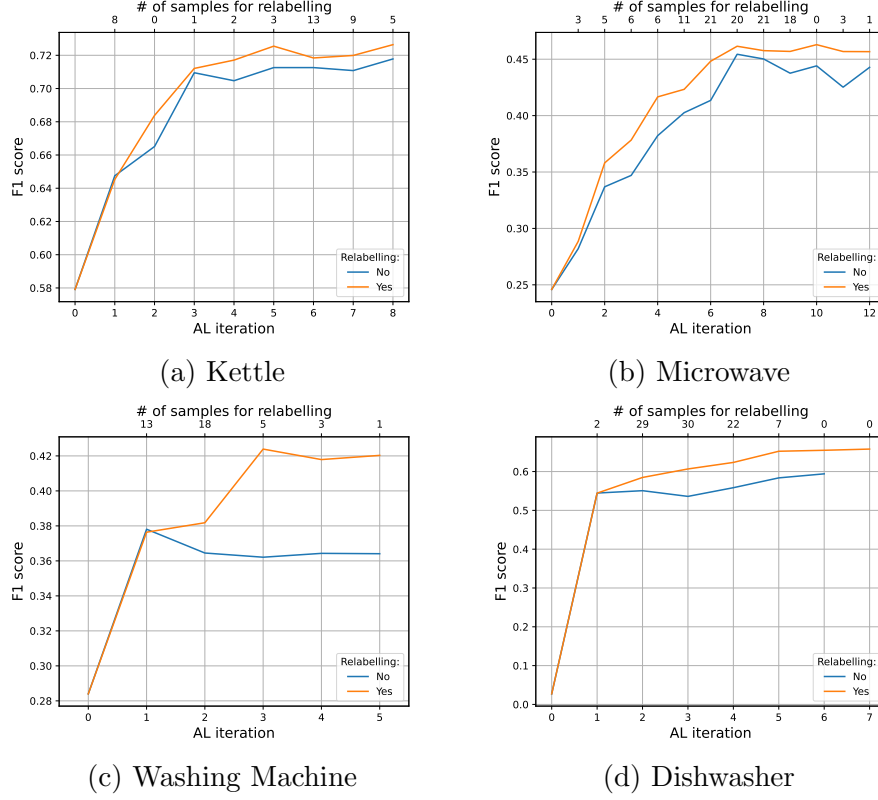 # of samples for relabelling
8 0 1 2 3 13 9 5
0.72
0.70
0.68
0.66
0.64
0.62
0.60
0.58
F1 score
Relabelling:
No
Yes
0 1 2 3 4 5 6 7 8
AL iteration
(a) Kettle
# of samples for relabelling
3 5 6 6 11 21 20 21 18 0 3 1
0.45
0.40
0.35
0.30
0.25
F1 score
Relabelling:
No
Yes
0 2 4 6 8 10 12
AL iteration
(b) Microwave
# of samples for relabelling
13 18 5 3 1
0.42
0.40
0.38
0.36
0.34
0.32
0.30
0.28
F1 score
Relabelling:
No
Yes
0 1 2 3 4 5
AL iteration
(c) Washing Machine
# of samples for relabelling
2 29 30 22 7 0 0
0.6
0.5
0.4
0.3
0.2
0.1
0.0
F1 score
Relabelling:
No
Yes
0 1 2 3 4 5 6 7
AL iteration
(d) Dishwasher